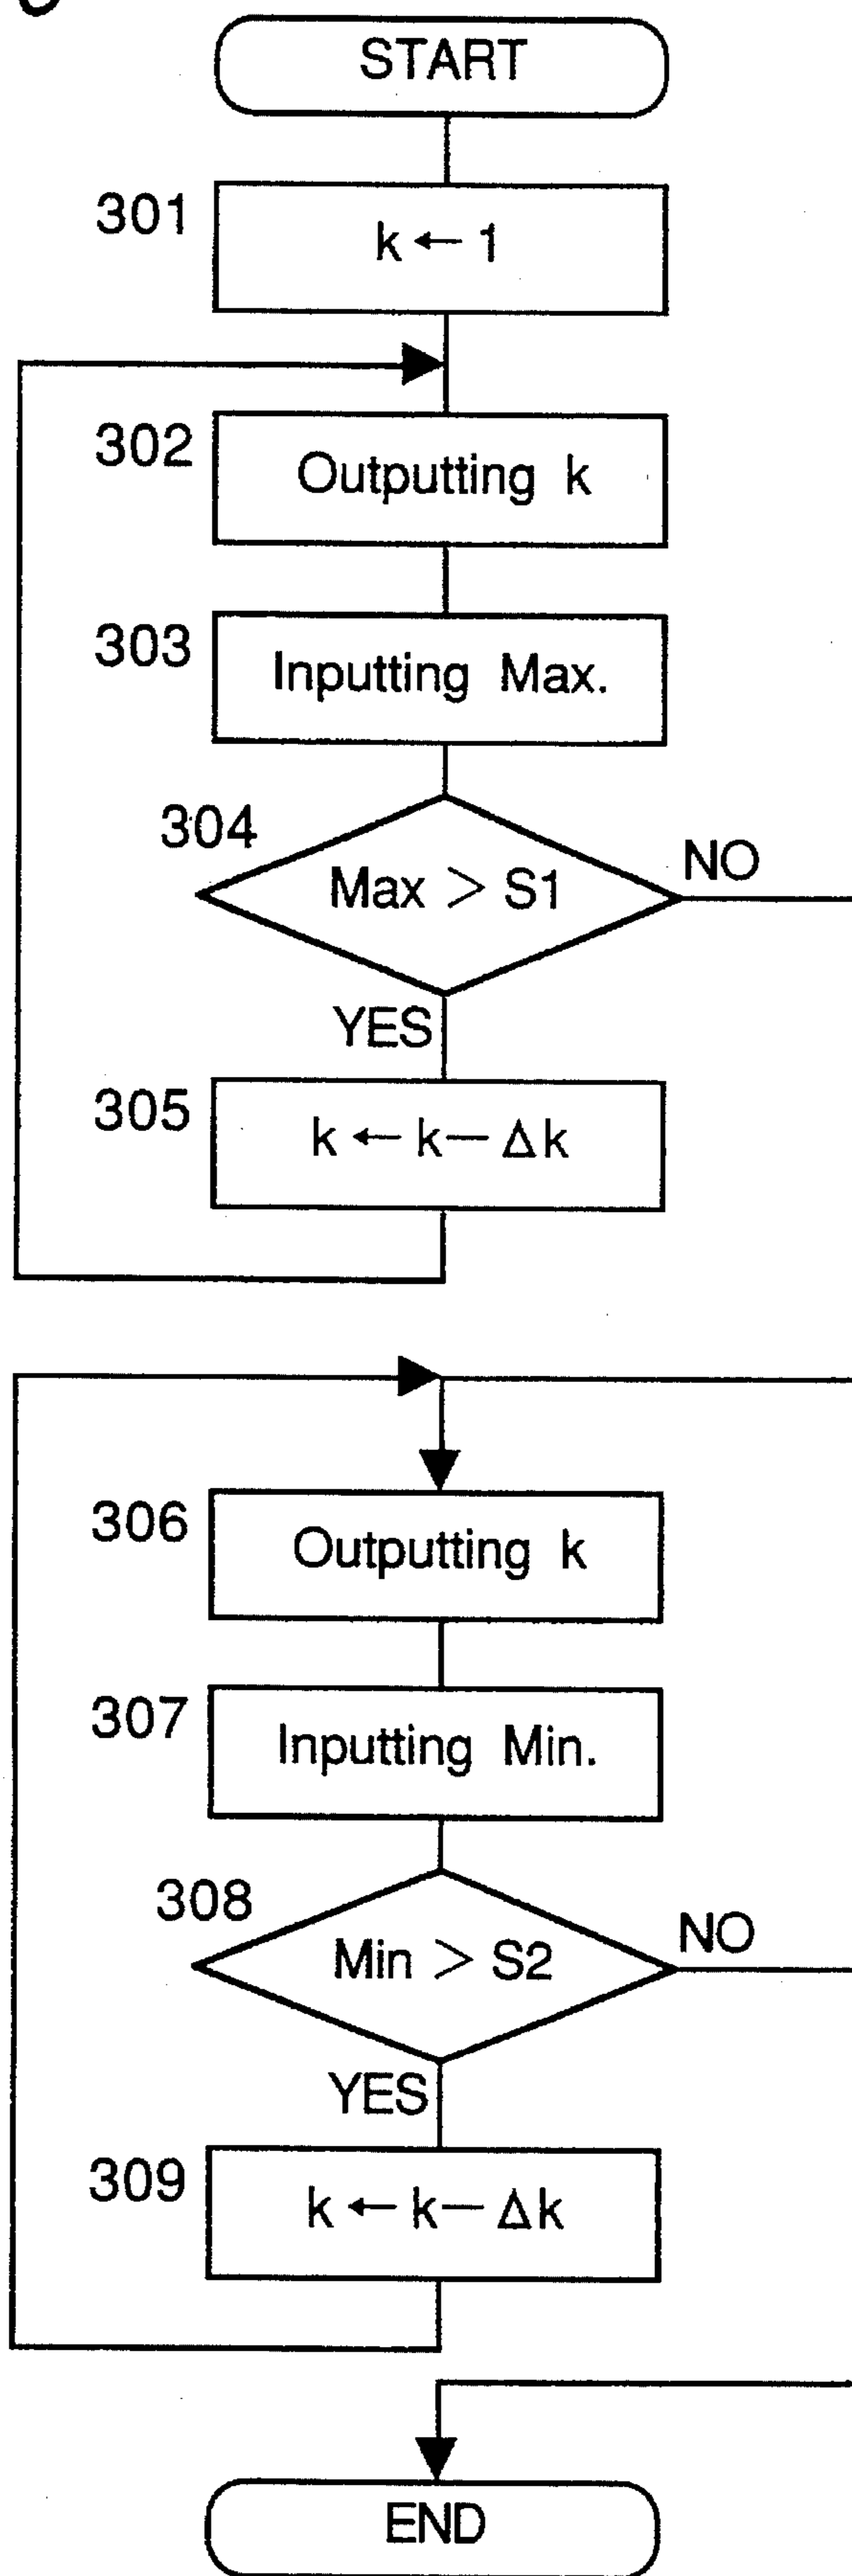 START
301
k ← 1
302
Outputting k
303
Inputting Max.
304
Max > S1
NO
YES
305
k ← k − Δk
306
Outputting k
307
Inputting Min.
308
Min > S2
NO
YES
309
k ← k − Δk
END